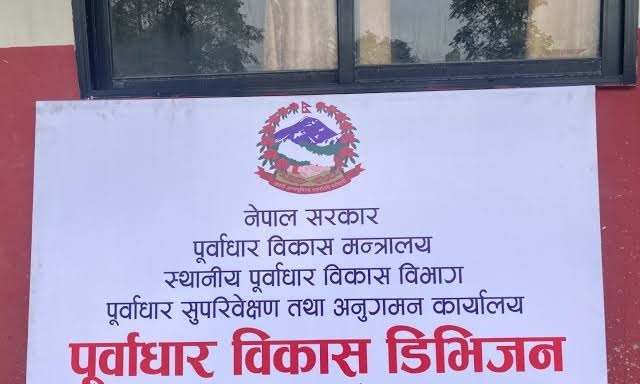 नेपाल सरकार
पूर्वाधार विकास मन्त्रालय
स्थानीय पूर्वाधार विकास विभाग
पूर्वाधार सुपरिवेक्षण तथा अनुगमन कार्यालय
पूर्वाधार विकास डिभिजन